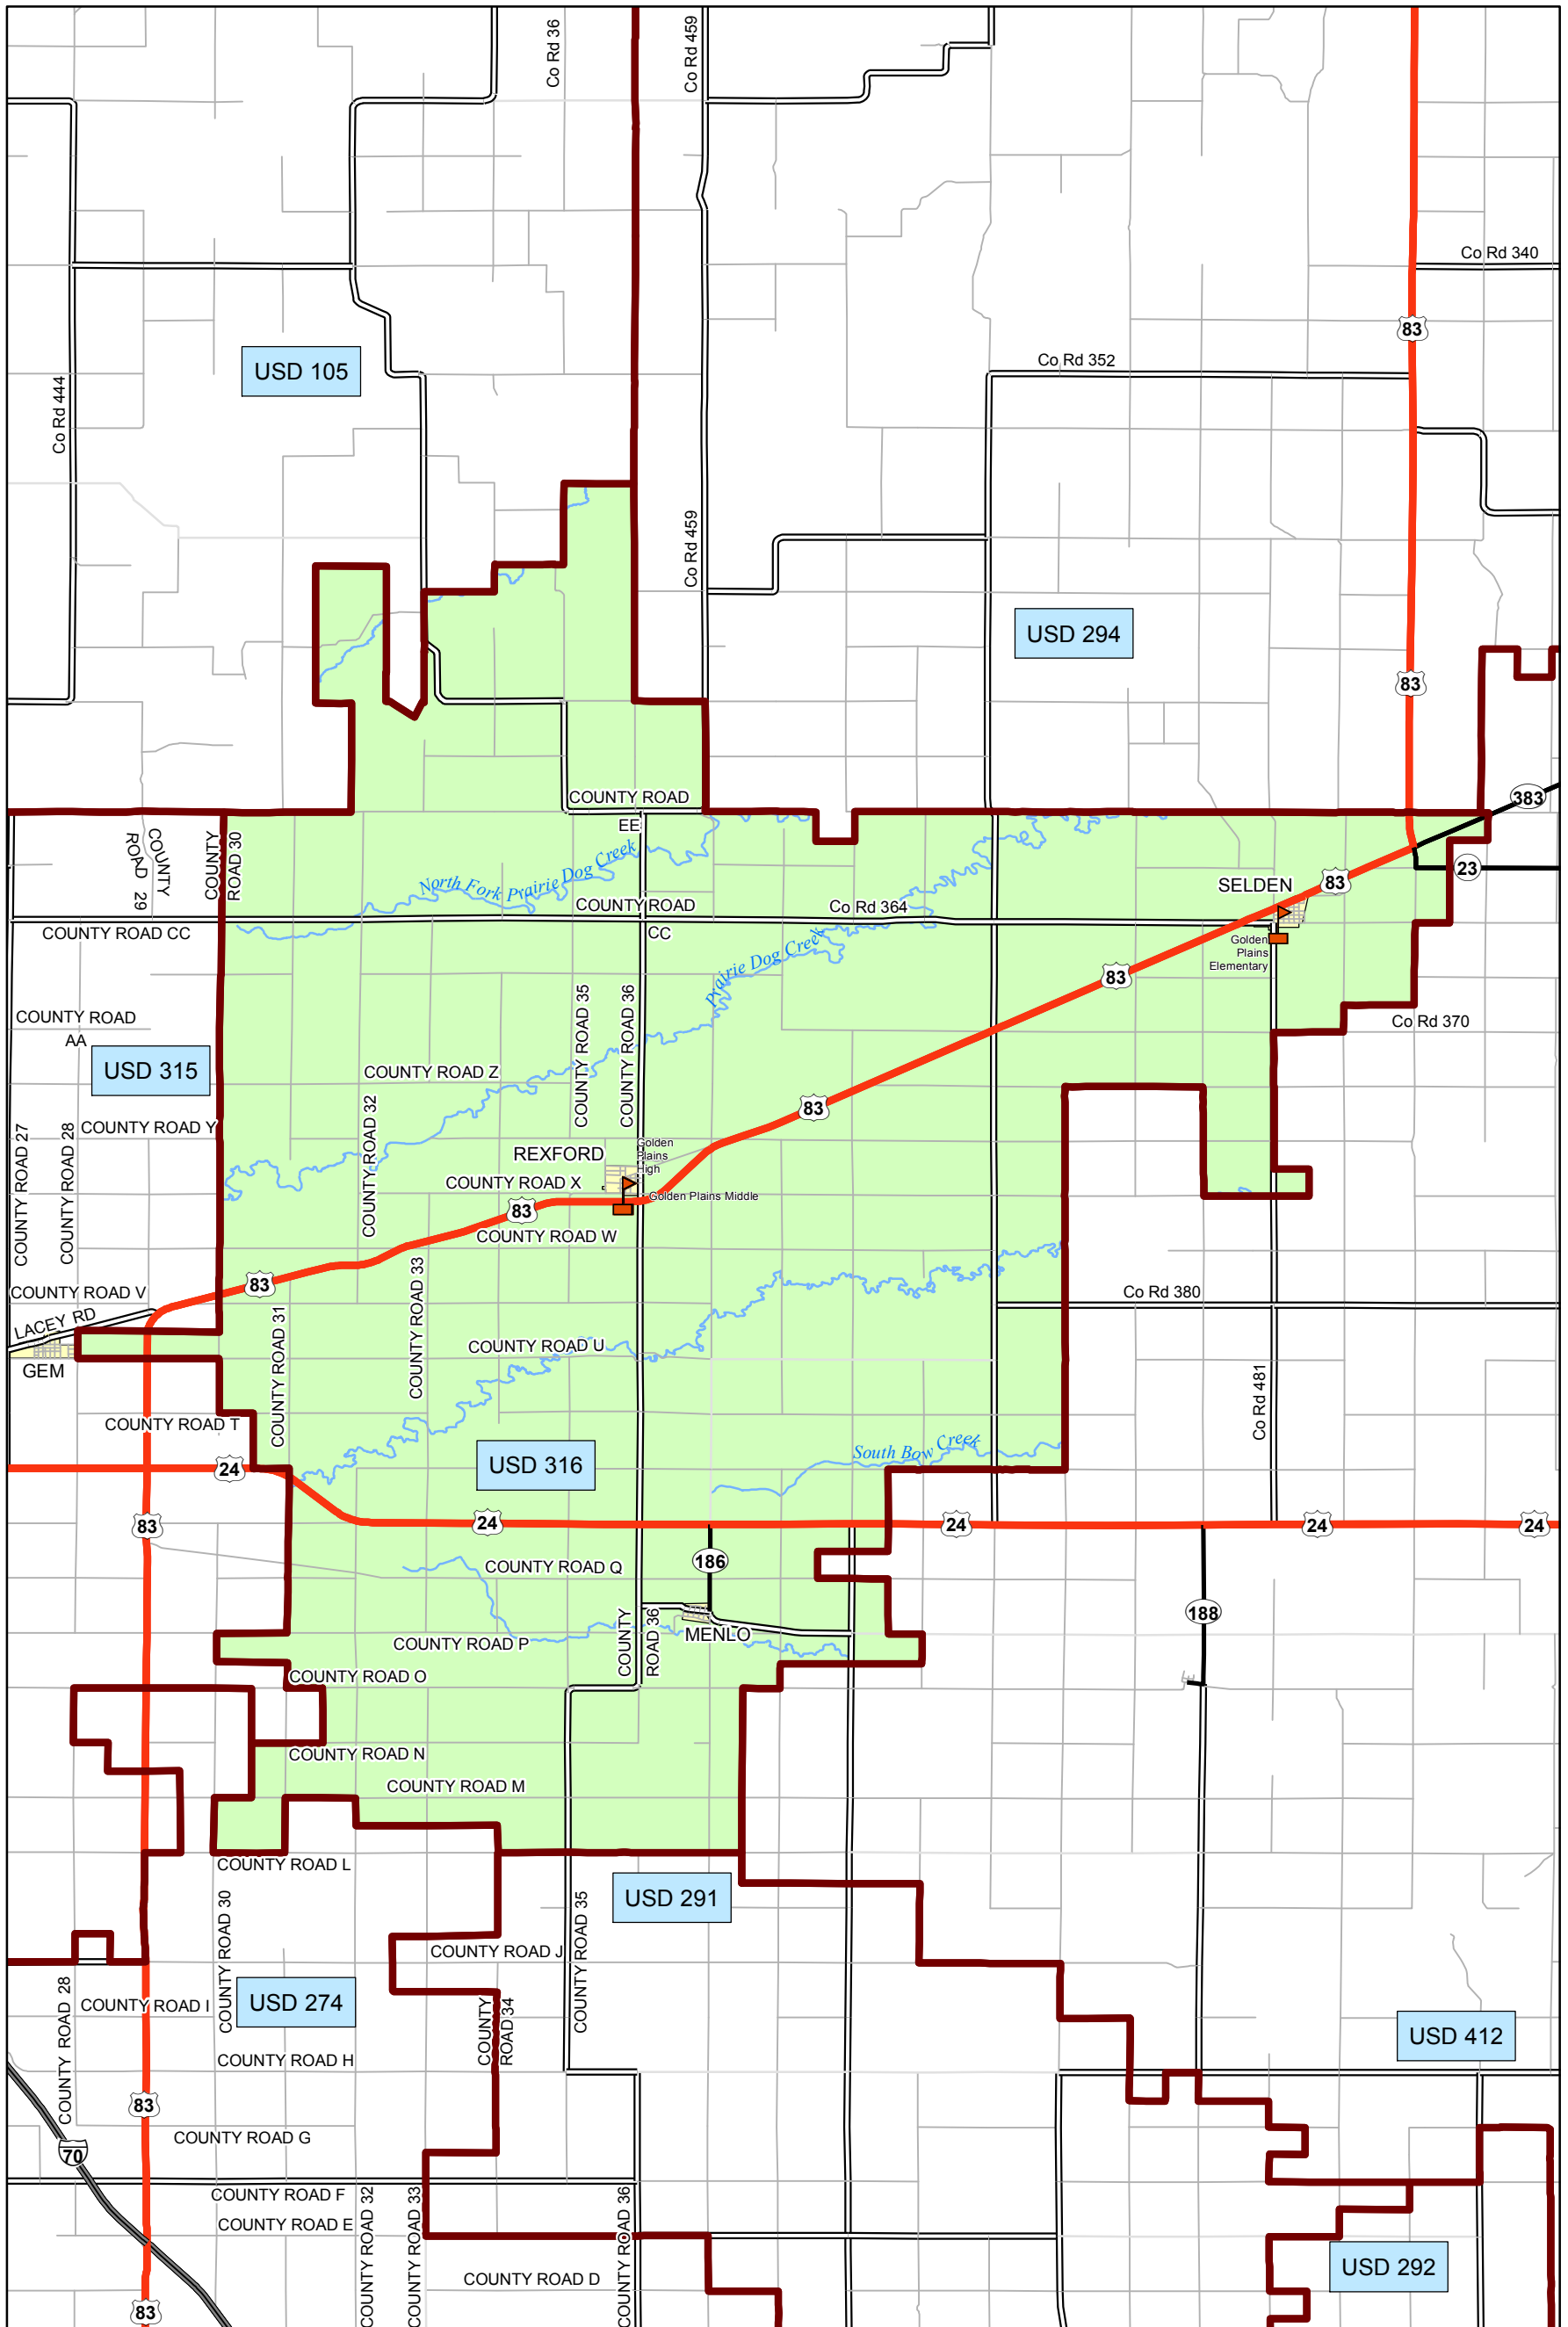 Co Rd 36
Co Rd 459
Co Rd 340
83
Co Rd 352
USD 105
Co Rd 444
Co Rd 459
USD 294
83
COUNTY ROAD
EE
383
COUNTY
ROAD 29
COUNTY
ROAD 30
North Fork Prairie Dog Creek
23
SELDEN
83
COUNTY ROAD
CC
Co Rd 364
COUNTY ROAD CC
Golden
Plains
Elementary
Prairie Dog Creek
83
COUNTY ROAD
AA
COUNTY ROAD 35
COUNTY ROAD 36
Co Rd 370
USD 315
COUNTY ROAD Z
83
COUNTY ROAD 32
COUNTY ROAD Y
COUNTY ROAD 27
COUNTY ROAD 28
REXFORD
Golden
Plains
High
COUNTY ROAD X
Golden Plains Middle
83
COUNTY ROAD W
83
COUNTY ROAD 33
COUNTY ROAD V
Co Rd 380
LACEY RD
COUNTY ROAD 31
COUNTY ROAD U
GEM
Co Rd 481
COUNTY ROAD T
South Bow Creek
24
USD 316
83
24
24
24
24
186
COUNTY ROAD Q
188
COUNTY
ROAD 36
MENLO
COUNTY ROAD P
COUNTY ROAD O
COUNTY ROAD N
COUNTY ROAD M
COUNTY ROAD L
USD 291
COUNTY ROAD 30
COUNTY ROAD 35
COUNTY ROAD J
COUNTY ROAD 28
COUNTY ROAD I
USD 274
COUNTY
ROAD 34
USD 412
COUNTY ROAD H
83
COUNTY ROAD G
70
COUNTY ROAD F
COUNTY ROAD 32
COUNTY ROAD 33
COUNTY ROAD 36
COUNTY ROAD E
USD 292
COUNTY ROAD D
83